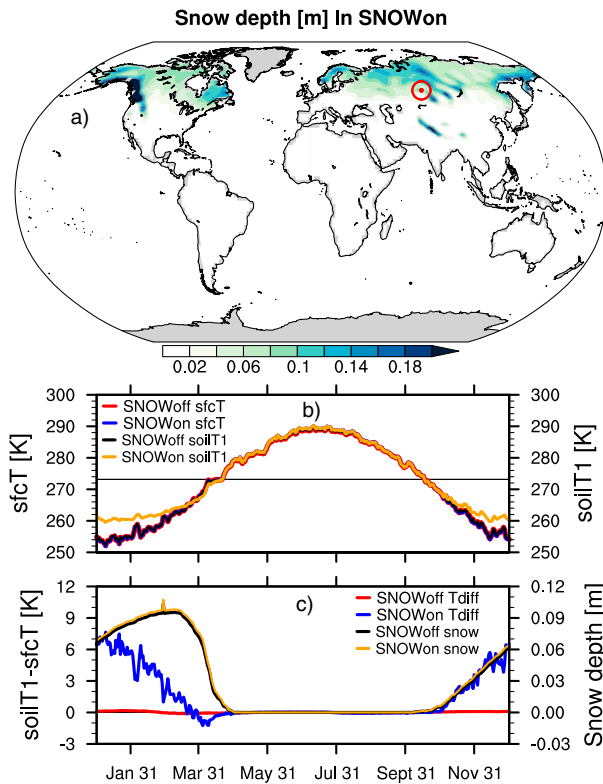 Snow depth [m] In SNOWon
a)
0.02 0.06 0.1 0.14 0.18
b)
SNOWoff sfcT
SNOWon sfcT
SNOWoff soilT1
SNOWon soilT1
300 300
290 290
280 280
270 270
260 260
250 250
sfcT [K]
soilT1 [K]
c)
SNOWoff Tdiff
SNOWon Tdiff
SNOWoff snow
SNOWon snow
12 0.12
9 0.09
6 0.06
3 0.03
0 0.00
-3 -0.03
soilT1-sfcT [K]
Snow depth [m]
Jan 31 Mar 31 May 31 Jul 31 Sept 31 Nov 31